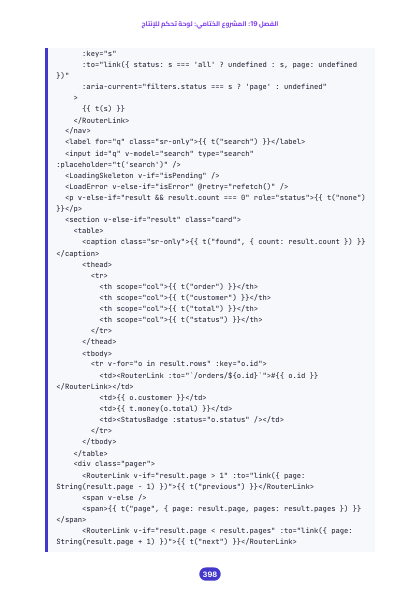 الفصل 19: المشروع الختامي: لوحة تحكم للإنتاج
:key="s"
:to="link({ status: s === 'all' ? undefined : s, page: undefined
})"
:aria-current="filters.status === s ? 'page' : undefined"
>
{{ t(s) }}
</RouterLink>
</nav>
<label for="q" class="sr-only">{{ t("search") }}</label>
<input id="q" v-model="search" type="search"
:placeholder="t('search')" />
<LoadingSkeleton v-if="isPending" />
<LoadError v-else-if="isError" @retry="refetch()" />
<p v-else-if="result && result.count === 0" role="status">{{ t("none")
}}</p>
<section v-else-if="result" class="card">
<table>
<caption class="sr-only">{{ t("found", { count: result.count }) }}
</caption>
<thead>
<tr>
<th scope="col">{{ t("order") }}</th>
<th scope="col">{{ t("customer") }}</th>
<th scope="col">{{ t("total") }}</th>
<th scope="col">{{ t("status") }}</th>
</tr>
</thead>
<tbody>
<tr v-for="o in result.rows" :key="o.id">
<td><RouterLink :to="`/orders/${o.id}`">#{{ o.id }}
</RouterLink></td>
<td>{{ o.customer }}</td>
<td>{{ t.money(o.total) }}</td>
<td><StatusBadge :status="o.status" /></td>
</tr>
</tbody>
</table>
<div class="pager">
<RouterLink v-if="result.page > 1" :to="link({ page:
String(result.page - 1) })">{{ t("previous") }}</RouterLink>
<span v-else />
<span>{{ t("page", { page: result.page, pages: result.pages }) }}
</span>
<RouterLink v-if="result.page < result.pages" :to="link({ page:
String(result.page + 1) })">{{ t("next") }}</RouterLink>
398